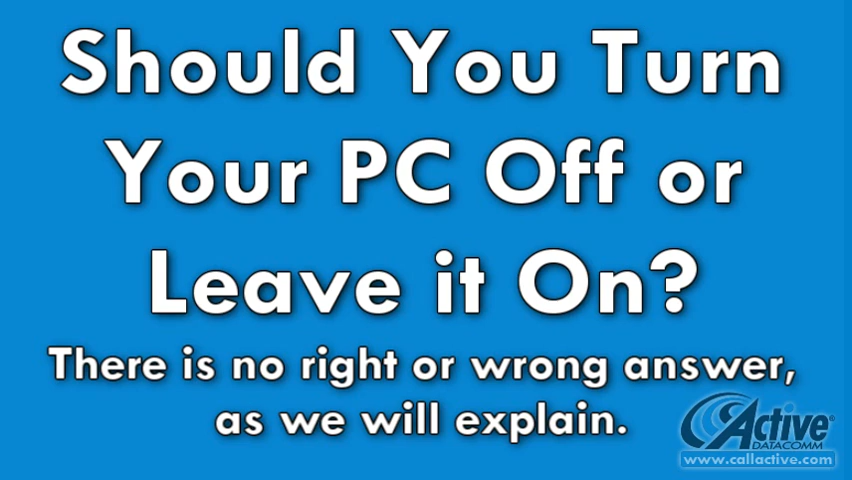 Should You Turn
Your PC Off or
Leave it On?
There is no right or wrong answer,
as we will explain.
Active®
DATACOMM
www.callactive.com